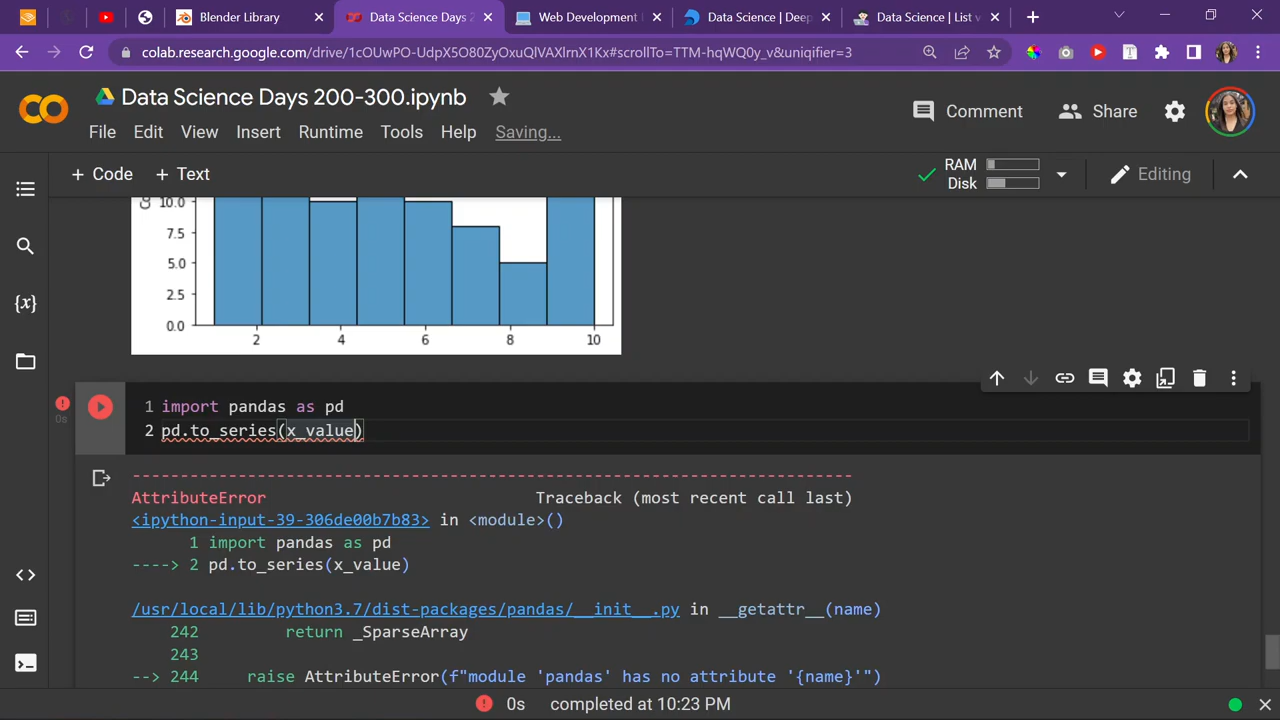 Blender Library
Data Science Days 2
Web Development
Data Science | Deep
Data Science | List v
colab.research.google.com/drive/1cOUwPO-UdpX5O80ZyOxuQlVAXIrnX1Kx#scrollTo=TTM-hqWQ0y_v&uniqifier=3
Data Science Days 200-300.ipynb
Comment Share
File Edit View Insert Runtime Tools Help Saving...
+ Code + Text
RAM
Disk
Editing
10.0
7.5
5.0
2.5
0.0
2 4 6 8 10
0s
1 import pandas as pd
2 pd.to_series(x_value)
---------------------------------------------------------------------------
AttributeError Traceback (most recent call last)
<ipython-input-39-306de00b7b83> in <module>()
1 import pandas as pd
----> 2 pd.to_series(x_value)
/usr/local/lib/python3.7/dist-packages/pandas/__init__.py in __getattr__(name)
242 return _SparseArray
243
--> 244 raise AttributeError(f"module 'pandas' has no attribute '{name}'")
0s completed at 10:23 PM